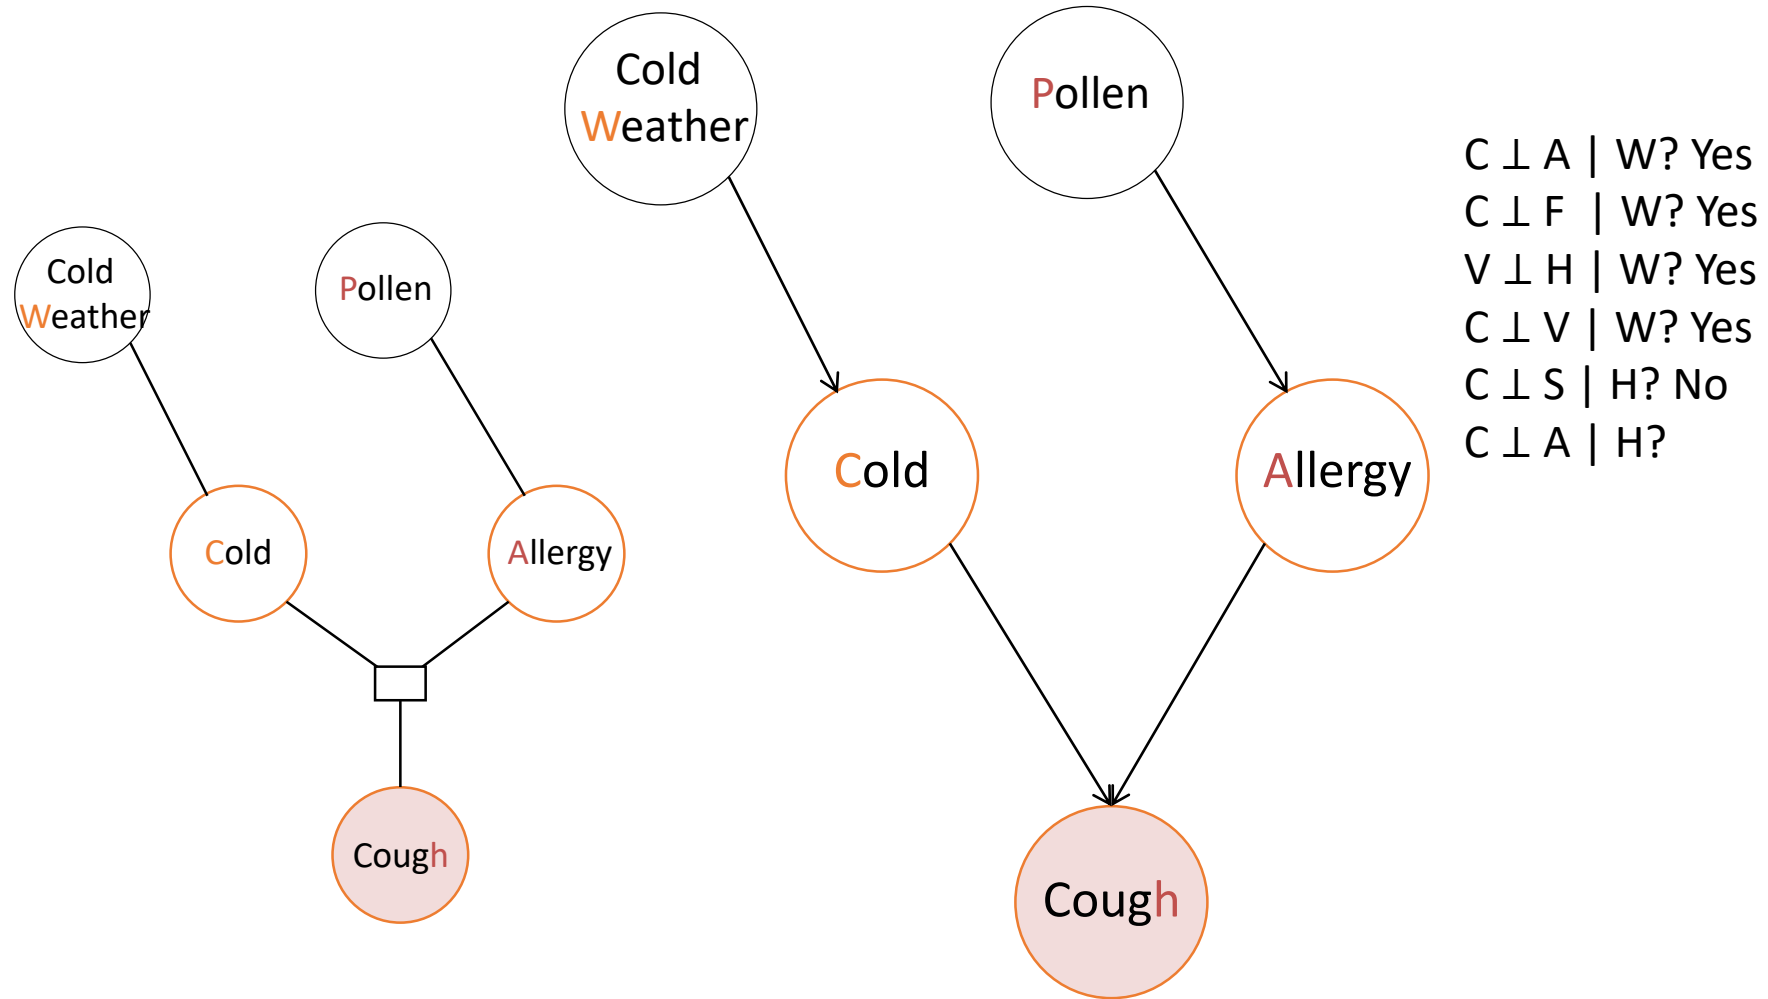 Cold
Weather
Pollen
Cold
Allergy
Cough
Cold
Weather
Pollen
Cold
Allergy
Cough
C ⊥ A | W? Yes
C ⊥ F | W? Yes
V ⊥ H | W? Yes
C ⊥ V | W? Yes
C ⊥ S | H? No
C ⊥ A | H?